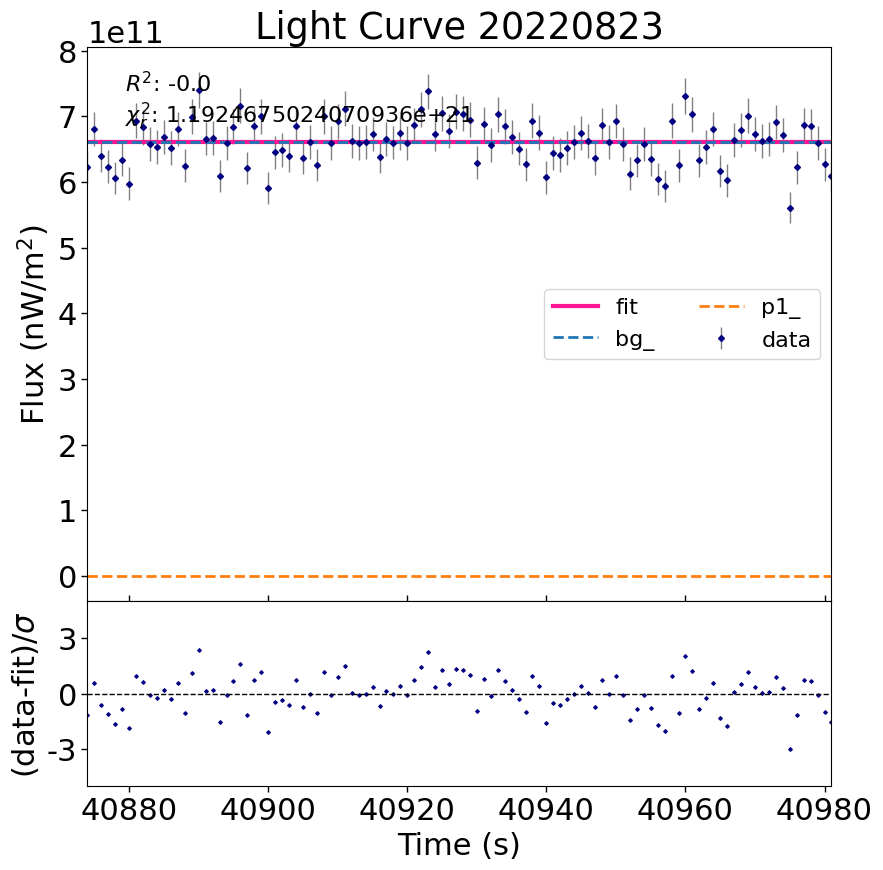 Light Curve 20220823
1e11
R²: -0.0
χ²ᵣ: 1.1924675024070936e+21
8
7
6
5
4
3
2
1
0
Flux (nW/m²)
fit
bg_
p1_
data
3
0
-3
(data-fit)/σ
40880 40900 40920 40940 40960 40980
Time (s)